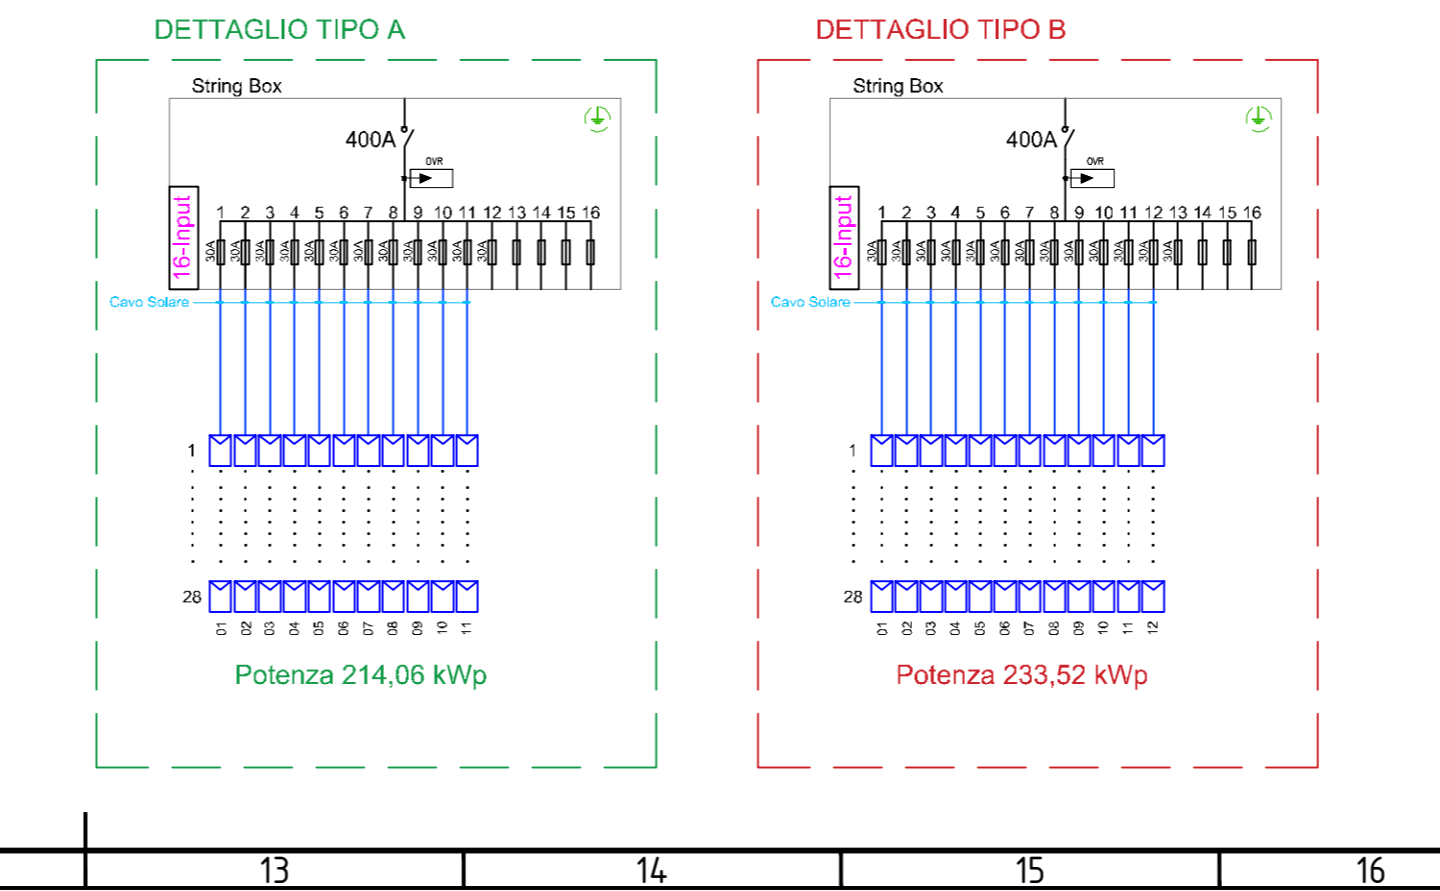 DETTAGLIO TIPO A
String Box
400A
OVR
16-Input
1 2 3 4 5 6 7 8 9 10 11 12 13 14 15 16
30A 30A 30A 30A 30A 30A 30A 30A 30A 30A 30A
Cavo Solare
1
28
01 02 03 04 05 06 07 08 09 10 11
Potenza 214,06 kWp
DETTAGLIO TIPO B
String Box
400A
OVR
16-Input
1 2 3 4 5 6 7 8 9 10 11 12 13 14 15 16
30A 30A 30A 30A 30A 30A 30A 30A 30A 30A 30A 30A
Cavo Solare
1
28
01 02 03 04 05 06 07 08 09 10 11 12
Potenza 233,52 kWp
13 14 15 16